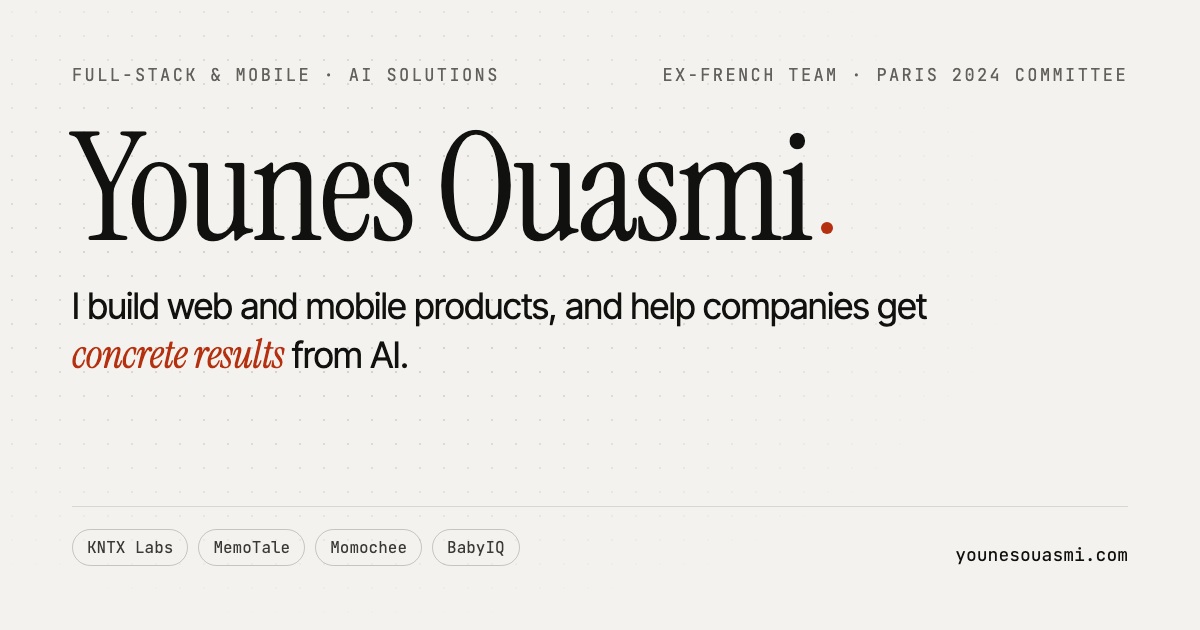 FULL-STACK & MOBILE · AI SOLUTIONS
EX-FRENCH TEAM · PARIS 2024 COMMITTEE
Younes Ouasmi.
I build web and mobile products, and help companies get
concrete results from AI.
KNTX Labs
MemoTale
Momochee
BabyIQ
younesouasmi.com